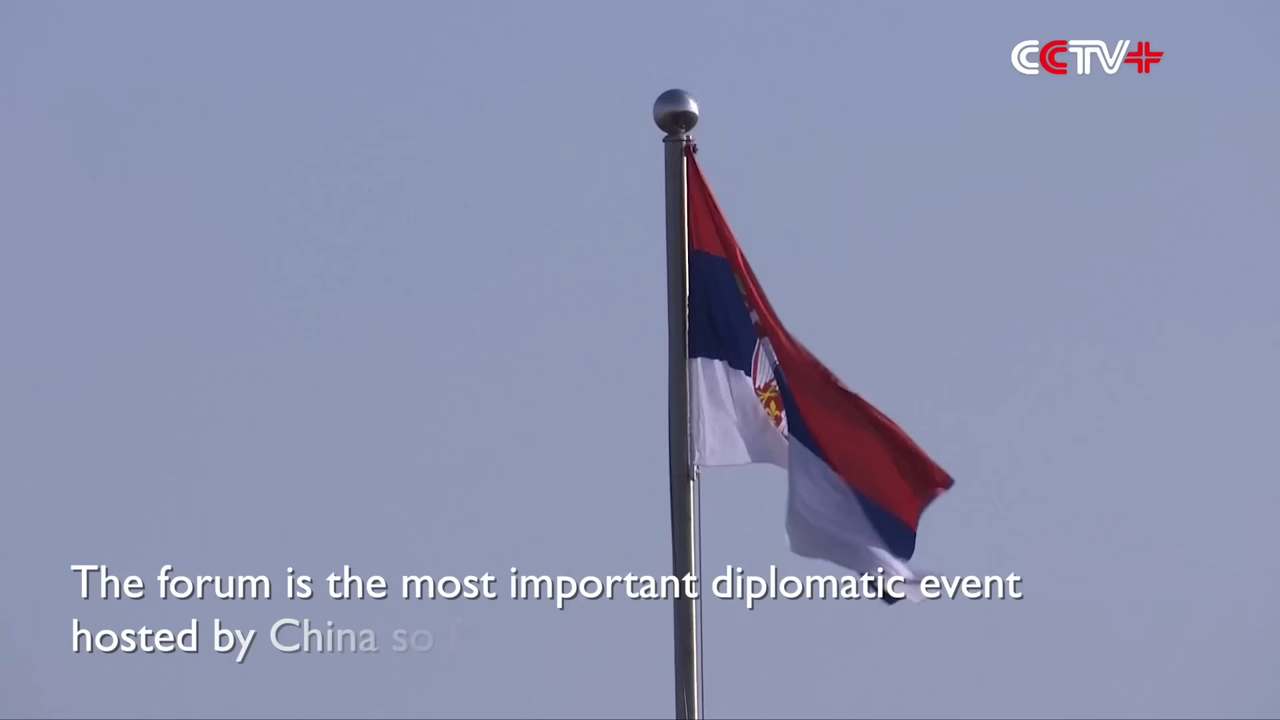 CCTV+
The forum is the most important diplomatic event
hosted by China so